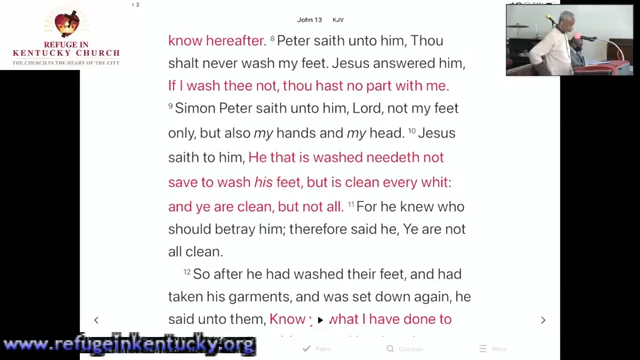 / 3
John 13 KJV
REFUGE IN
KENTUCKY CHURCH
THE CHURCH IN THE HEART OF THE CITY
know hereafter. 8 Peter saith unto him, Thou
shalt never wash my feet. Jesus answered him,
If I wash thee not, thou hast no part with me.
9 Simon Peter saith unto him, Lord, not my feet
only, but also my hands and my head. 10 Jesus
saith to him, He that is washed needeth not
save to wash his feet, but is clean every whit:
and ye are clean, but not all. 11 For he knew who
should betray him; therefore said he, Ye are not
all clean.
12 So after he had washed their feet, and had
taken his garments, and was set down again, he
said unto them, Know what I have done to
www.refugeinkentucky.org
Plans Discover More